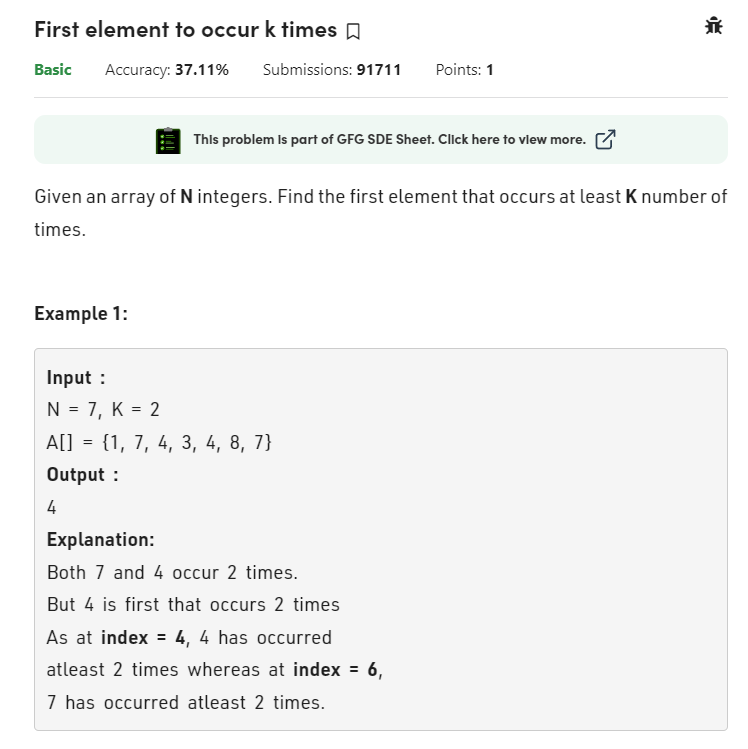 First element to occur k times
Basic Accuracy: 37.11% Submissions: 91711 Points: 1
This problem is part of GFG SDE Sheet. Click here to view more.
Given an array of N integers. Find the first element that occurs at least K number of
times.
Example 1:
Input :
N = 7, K = 2
A[] = {1, 7, 4, 3, 4, 8, 7}
Output :
4
Explanation:
Both 7 and 4 occur 2 times.
But 4 is first that occurs 2 times
As at index = 4, 4 has occurred
atleast 2 times whereas at index = 6,
7 has occurred atleast 2 times.